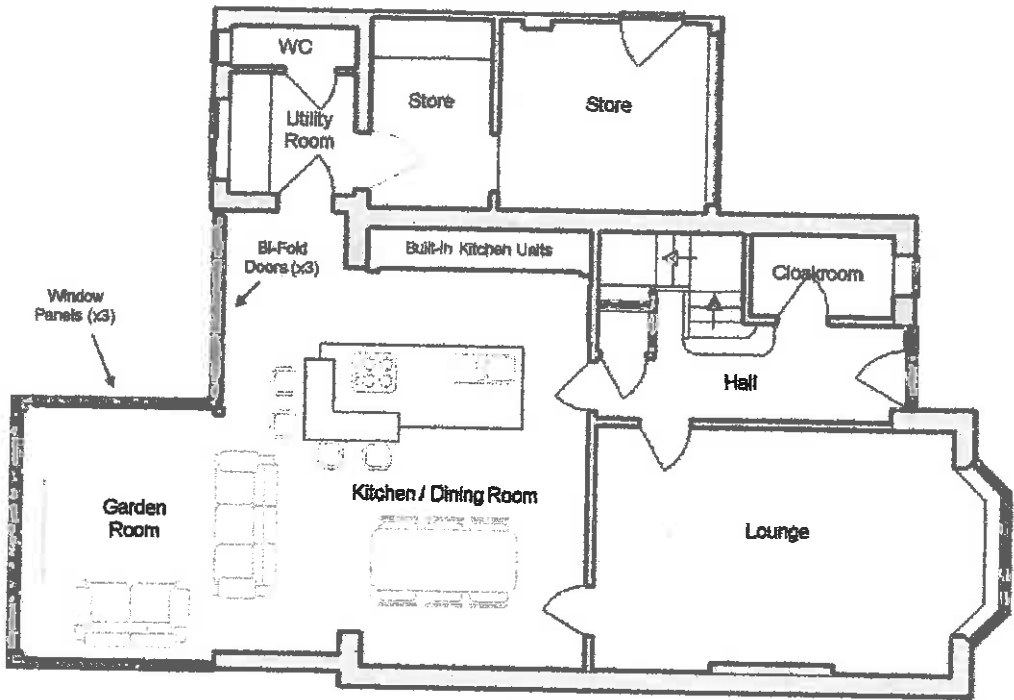 WC
Store
Store
Utility
Room
Bi-Fold
Doors (x3)
Built-in Kitchen Units
Cloakroom
Window
Panels (x3)
Hall
Garden
Room
Kitchen / Dining Room
Lounge